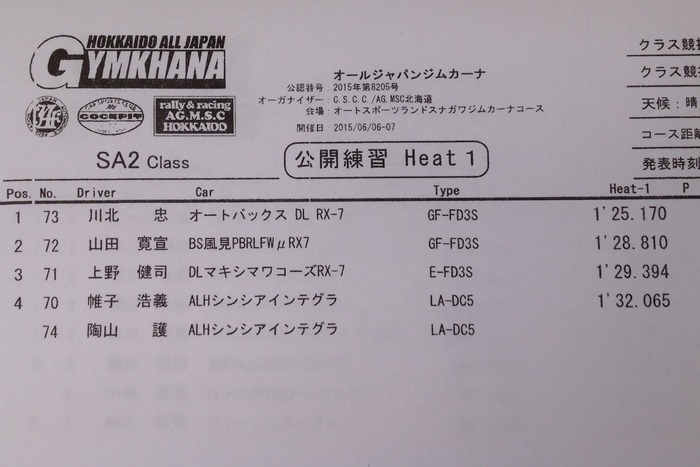 HOKKAIDO ALL JAPAN
GYMKHANA
オールジャパンジムカーナ
公認番号 : 2015年第8205号
オーガナイザー : C.S.C.C./AG.MSC北海道
会場 : オートスポーツランドスナガワジムカーナコース
開催日 : 2015/06/06-07
COCKPIT
rally & racing
AG.M.S.C
HOKKAIDO
クラス競技
クラス競技
天候 : 晴
コース距離
発表時刻
SA2 Class
公開練習 Heat 1
Pos. No. Driver Car Type Heat-1 P
1 73 川北 忠 オートバックス DL RX-7 GF-FD3S 1'25.170
2 72 山田 寛宣 BS風見PBRLFWμRX7 GF-FD3S 1'28.810
3 71 上野 健司 DLマキシマワコーズRX-7 E-FD3S 1'29.394
4 70 帷子 浩義 ALHシンシアインテグラ LA-DC5 1'32.065
74 陶山 護 ALHシンシアインテグラ LA-DC5